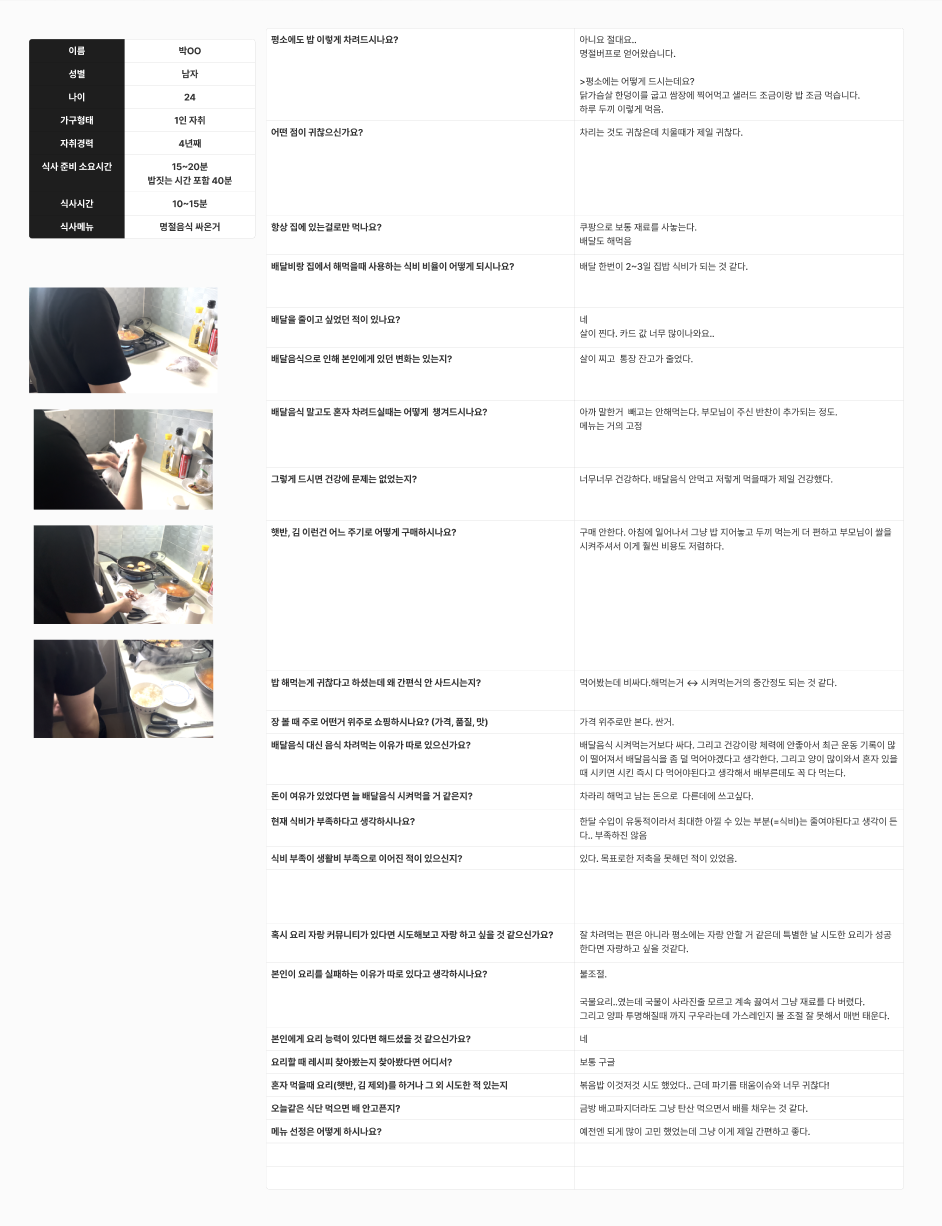 이름 박OO
성별 남자
나이 24
가구형태 1인 자취
자취경력 4년째
식사 준비 소요시간 15~20분
밥짓는 시간 포함 40분
식사시간 10~15분
식사메뉴 명절음식 싸온거
평소에도 밥 이렇게 차려드시나요?
아니요 절대요..
명절버프로 얻어왔습니다.
>평소에는 어떻게 드시는데요?
닭가슴살 한덩이를 굽고 쌈장에 찍어먹고 샐러드 조금이랑 밥 조금 먹습니다.
하루 두끼 이렇게 먹음.
어떤 점이 귀찮으신가요?
차리는 것도 귀찮은데 치울때가 제일 귀찮다.
항상 집에 있는걸로만 먹나요?
쿠팡으로 보통 재료를 사놓는다.
배달도 해먹음
배달비랑 집에서 해먹을때 사용하는 식비 비율이 어떻게 되시나요?
배달 한번이 2~3일 집밥 식비가 되는 것 같다.
배달을 줄이고 싶었던 적이 있나요?
네
살이 찐다. 카드 값 너무 많이나와요..
배달음식으로 인해 본인에게 있던 변화는 있는지?
살이 찌고 통장 잔고가 줄었다.
배달음식 말고도 혼자 차려드실때는 어떻게 챙겨드시나요?
아까 말한거 빼고는 안해먹는다. 부모님이 주신 반찬이 추가되는 정도.
메뉴는 거의 고정
그렇게 드시면 건강에 문제는 없었는지?
너무너무 건강하다. 배달음식 안먹고 저렇게 먹을때가 제일 건강했다.
햇반, 김 이런건 어느 주기로 어떻게 구매하시나요?
구매 안한다. 아침에 일어나서 그냥 밥 지어놓고 두끼 먹는게 더 편하고 부모님이 쌀을
시켜주셔서 이게 훨씬 비용도 저렴하다.
밥 해먹는게 귀찮다고 하셨는데 왜 간편식 안 사드시는지?
먹어봤는데 비싸다.해먹는거 ↔ 시켜먹는거의 중간정도 되는 것 같다.
장 볼 때 주로 어떤거 위주로 쇼핑하시나요? (가격, 품질, 맛)
가격 위주로만 본다. 싼거.
배달음식 대신 음식 차려먹는 이유가 따로 있으신가요?
배달음식 시켜먹는거보다 싸다. 그리고 건강이랑 체력에 안좋아서 최근 운동 기록이 많
이 떨어져서 배달음식을 좀 덜 먹어야겠다고 생각한다. 그리고 양이 많이와서 혼자 있을
때 시키면 시킨 즉시 다 먹어야된다고 생각해서 배부른데도 꼭 다 먹는다.
돈이 여유가 있었다면 늘 배달음식 시켜먹을 거 같은지?
차라리 해먹고 남는 돈으로 다른데에 쓰고싶다.
현재 식비가 부족하다고 생각하시나요?
한달 수입이 유동적이라서 최대한 아낄 수 있는 부분(=식비)는 줄여야된다고 생각이 든
다.. 부족하진 않음
식비 부족이 생활비 부족으로 이어진 적이 있으신지?
있다. 목표로한 저축을 못해던 적이 있었음.
혹시 요리 자랑 커뮤니티가 있다면 시도해보고 자랑 하고 싶을 것 같으신가요?
잘 차려먹는 편은 아니라 평소에는 자랑 안할 거 같은데 특별한 날 시도한 요리가 성공
한다면 자랑하고 싶을 것같다.
본인이 요리를 실패하는 이유가 따로 있다고 생각하시나요?
불조절.
국물요리..였는데 국물이 사라진줄 모르고 계속 끓여서 그냥 재료를 다 버렸다.
그리고 양파 투명해질때 까지 구우라는데 가스레인지 불 조절 잘 못해서 매번 태운다.
본인에게 요리 능력이 있다면 해드셨을 것 같으신가요?
네
요리할 때 레시피 찾아봤는지 찾아봤다면 어디서?
보통 구글
혼자 먹을때 요리(햇반, 김 제외)를 하거나 그 외 시도한 적 있는지
볶음밥 이것저것 시도 했었다.. 근데 파기름 태움이슈와 너무 귀찮다!
오늘같은 식단 먹으면 배 안고픈지?
금방 배고파지더라도 그냥 탄산 먹으면서 배를 채우는 것 같다.
메뉴 선정은 어떻게 하시나요?
예전엔 되게 많이 고민 했었는데 그냥 이게 제일 간편하고 좋다.